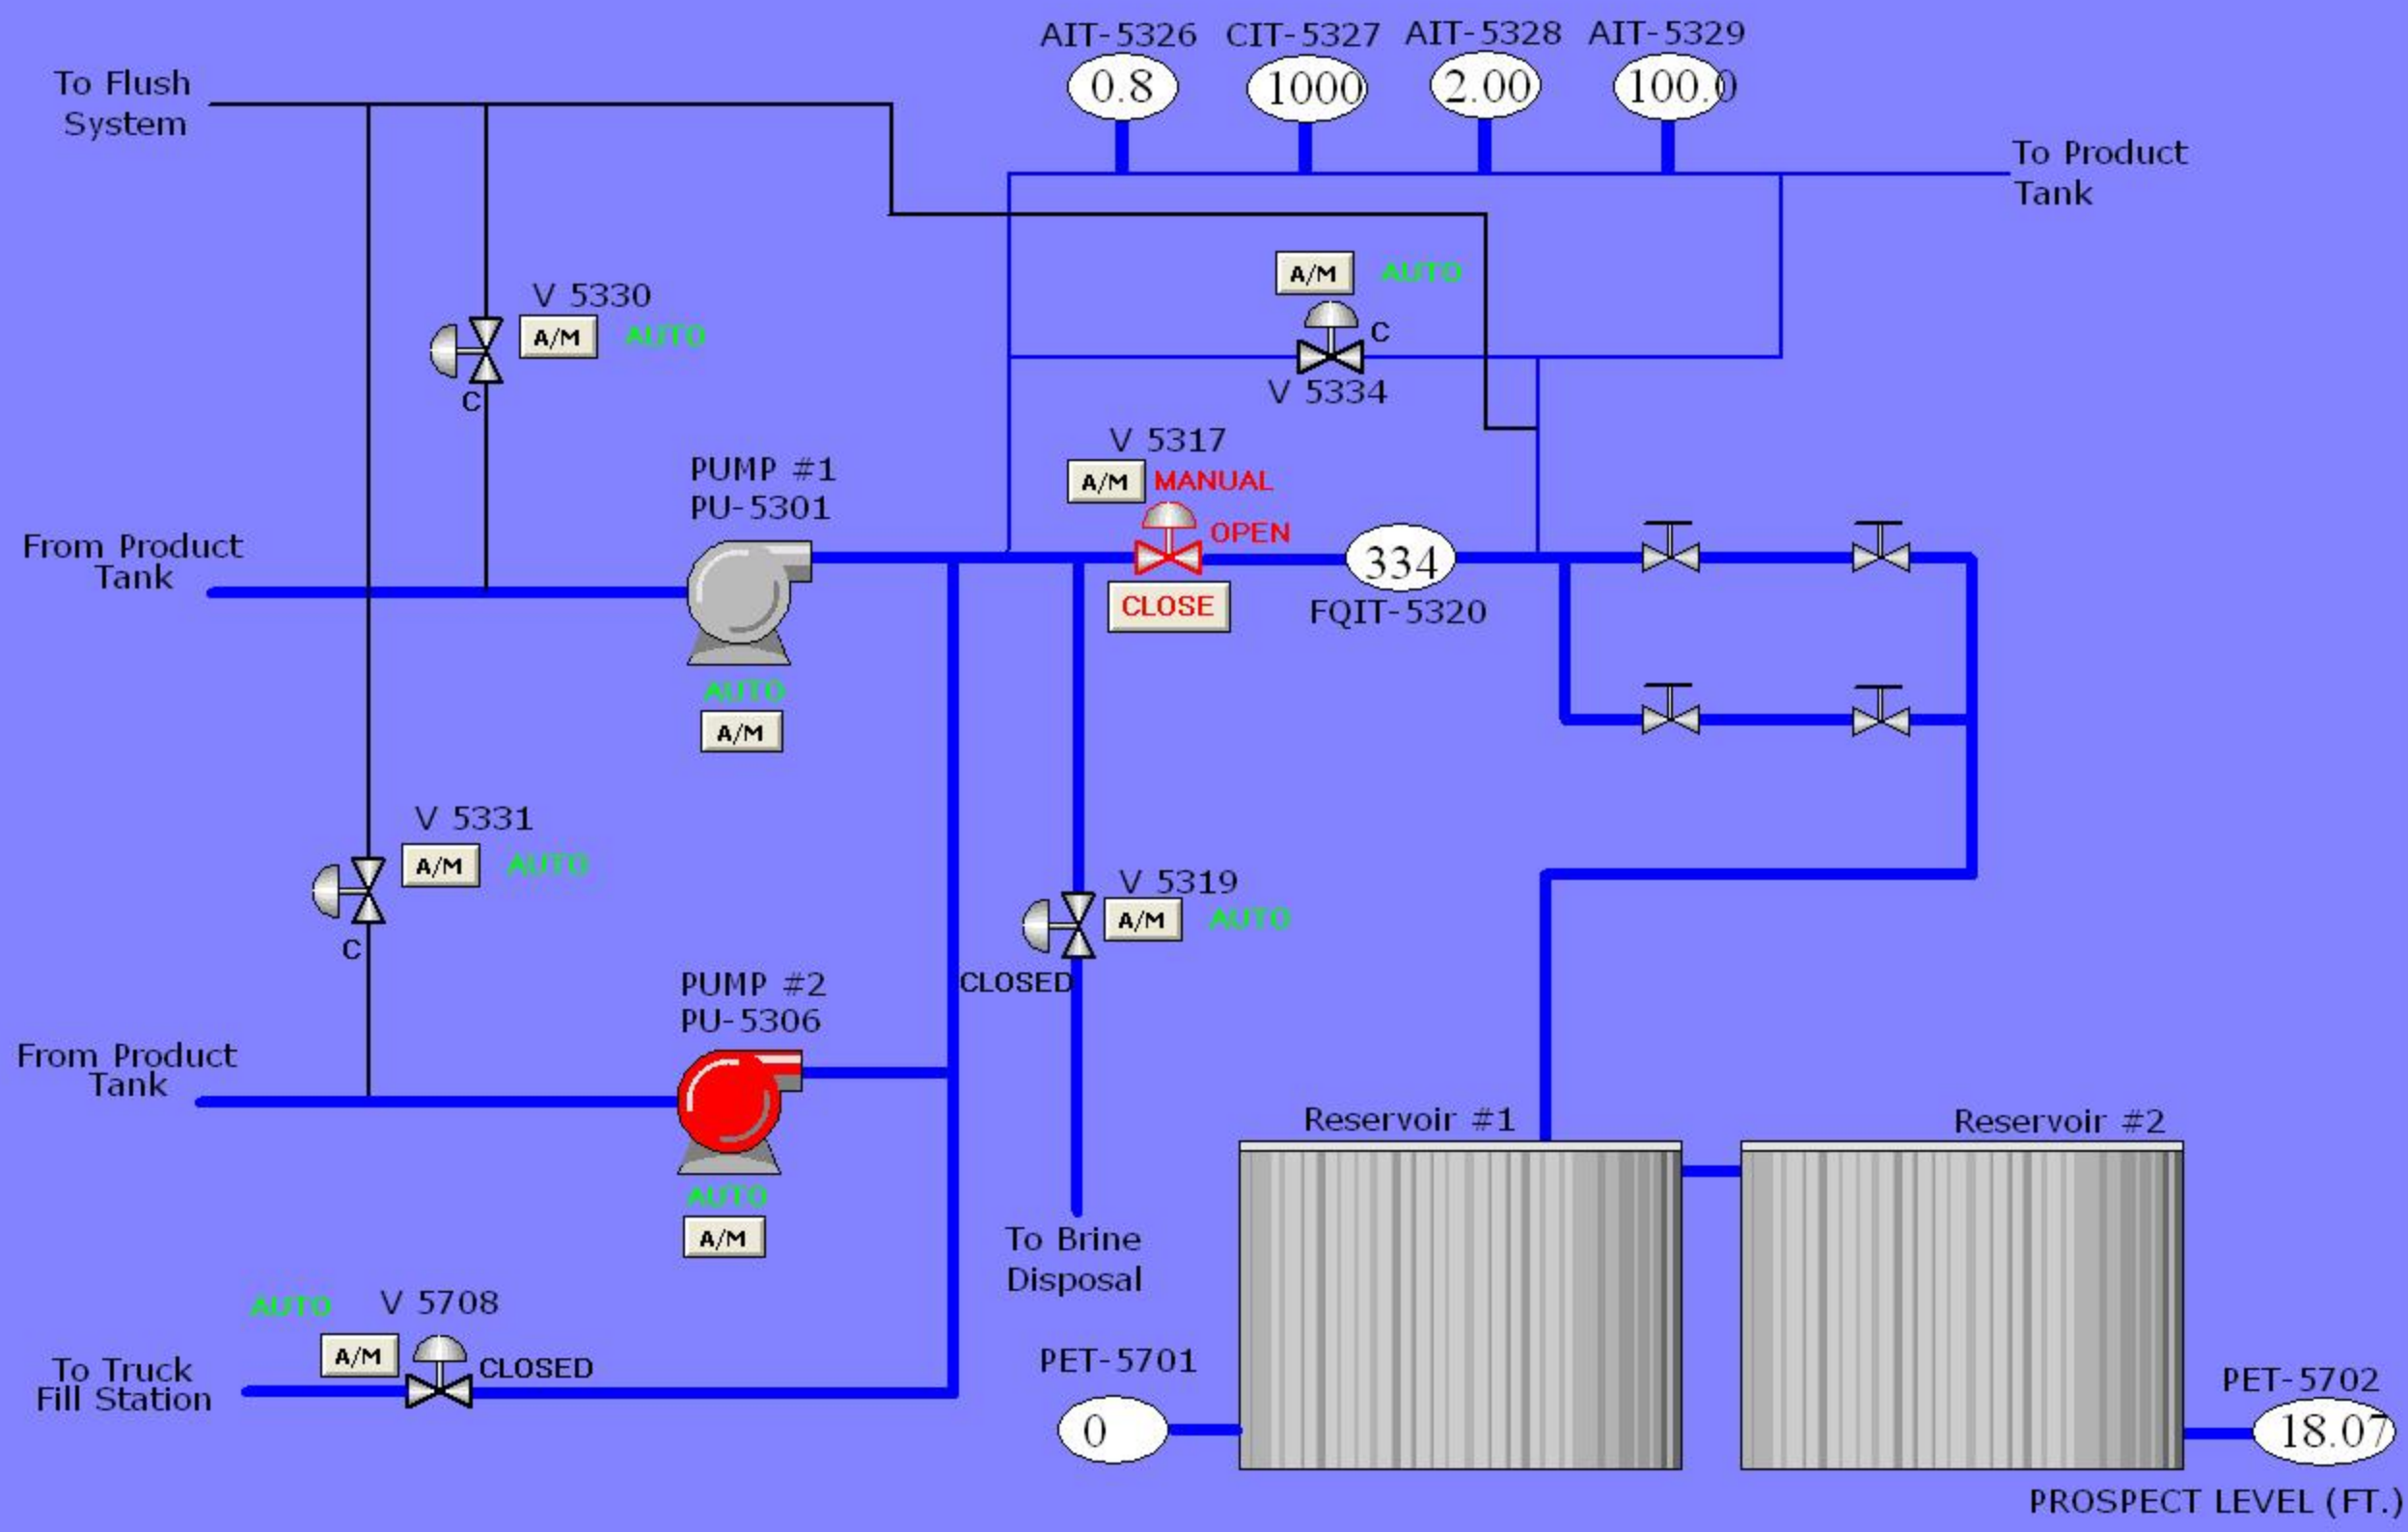 AIT-5326 CIT-5327 AIT-5328 AIT-5329
0.8 1000 2.00 100.0
To Flush
System
To Product
Tank
A/M AUTO
C
V 5334
V 5330
A/M AUTO
C
V 5317
A/M MANUAL
OPEN
CLOSE
334
FQIT-5320
PUMP #1
PU-5301
AUTO
A/M
From Product
Tank
V 5331
A/M AUTO
C
V 5319
A/M AUTO
CLOSED
PUMP #2
PU-5306
AUTO
A/M
From Product
Tank
To Brine
Disposal
Reservoir #1
Reservoir #2
AUTO V 5708
A/M CLOSED
To Truck
Fill Station
PET-5701
0
PET-5702
18.07
PROSPECT LEVEL (FT.)